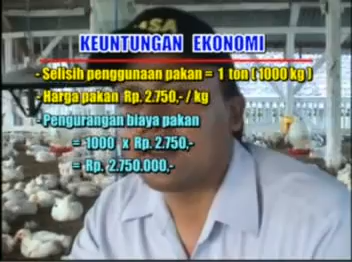 ASA
KEUNTUNGAN EKONOMI
- Selisih penggunaan pakan = 1 ton ( 1000 kg )
- Harga pakan Rp. 2.750,- / kg
- Pengurangan biaya pakan
= 1000 x Rp. 2.750,-
= Rp. 2.750.000,-